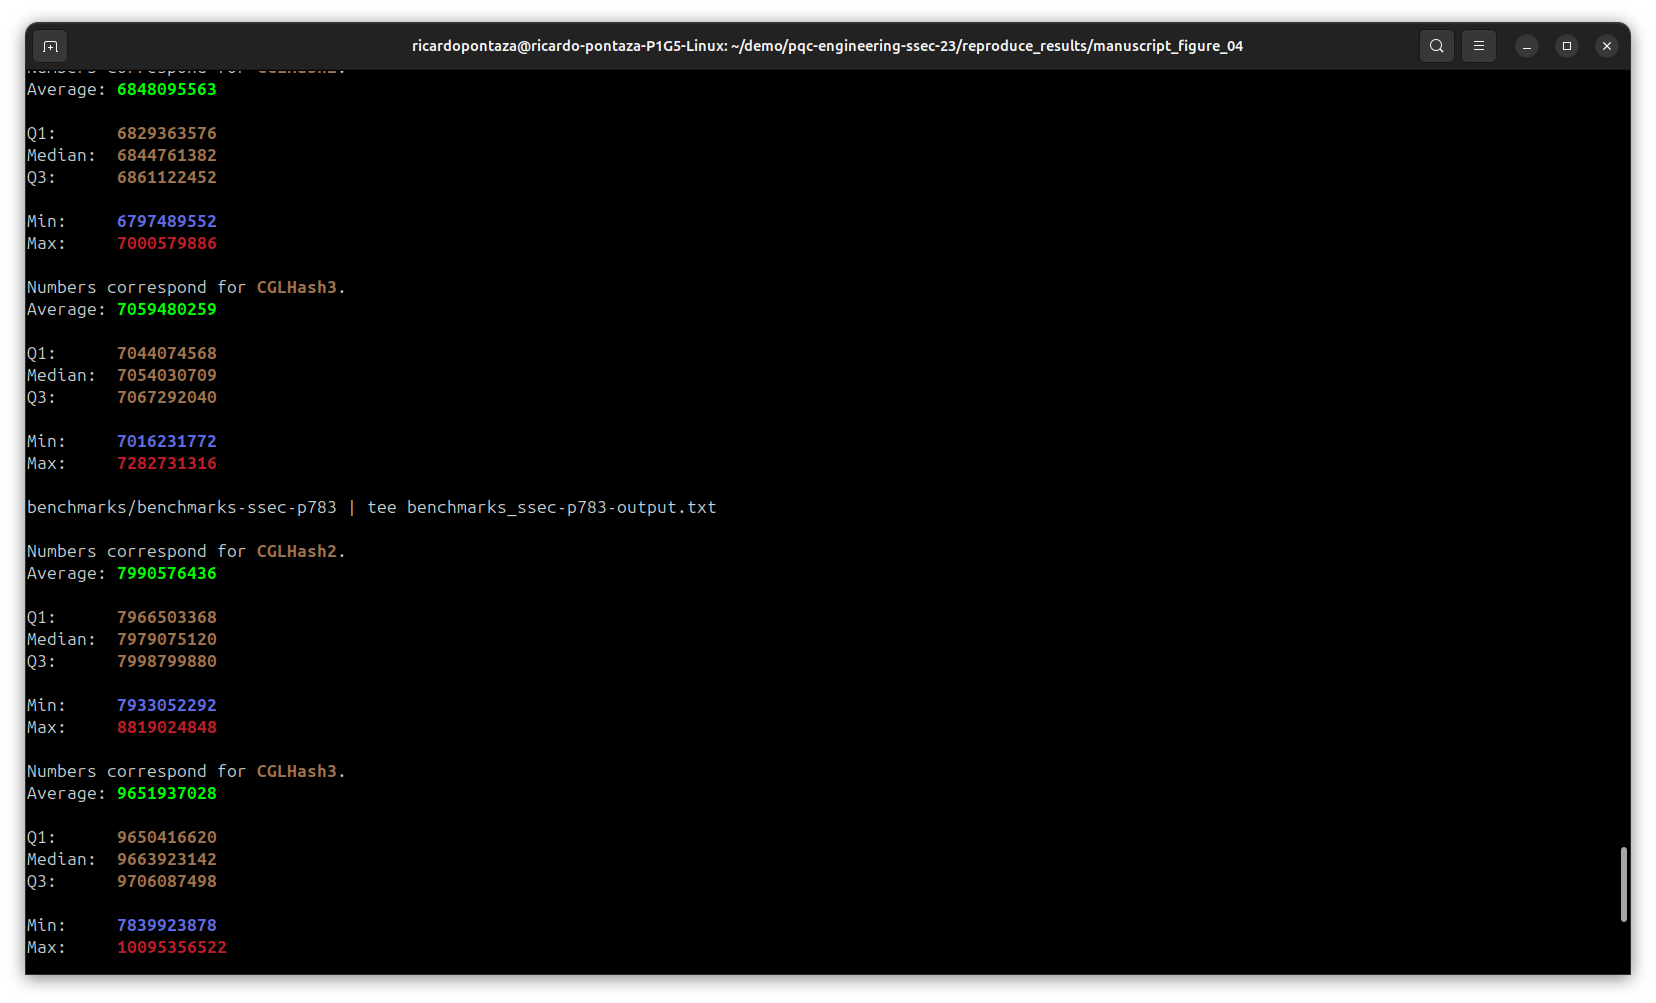 ricardopontaza@ricardo-pontaza-P1G5-Linux: ~/demo/pqc-engineering-ssec-23/reproduce_results/manuscript_figure_04
Numbers correspond for CGLHash2.
Average: 6848095563
Q1: 6829363576
Median: 6844761382
Q3: 6861122452
Min: 6797489552
Max: 7000579886
Numbers correspond for CGLHash3.
Average: 7059480259
Q1: 7044074568
Median: 7054030709
Q3: 7067292040
Min: 7016231772
Max: 7282731316
benchmarks/benchmarks-ssec-p783 | tee benchmarks_ssec-p783-output.txt
Numbers correspond for CGLHash2.
Average: 7990576436
Q1: 7966503368
Median: 7979075120
Q3: 7998799880
Min: 7933052292
Max: 8819024848
Numbers correspond for CGLHash3.
Average: 9651937028
Q1: 9650416620
Median: 9663923142
Q3: 9706087498
Min: 7839923878
Max: 10095356522